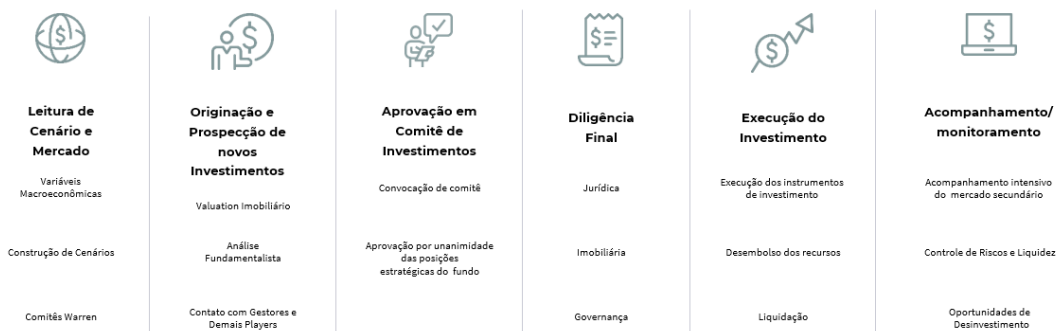 Leitura de
Cenário e
Mercado
Variáveis
Macroeconômicas
Construção de Cenários
Comitês Warren
Originação e
Prospecção de
novos
Investimentos
Valuation Imobiliário
Análise
Fundamentalista
Contato com Gestores e
Demais Players
Aprovação em
Comitê de
Investimentos
Convocação de comitê
Aprovação por unanimidade
das posições
estratégicas do fundo
Diligência
Final
Jurídica
Imobiliária
Governança
Execução do
Investimento
Execução dos instrumentos
de investimento
Desembolso dos recursos
Liquidação
Acompanhamento/
monitoramento
Acompanhamento intensivo
do mercado secundário
Controle de Riscos e Liquidez
Oportunidades de
Desinvestimento